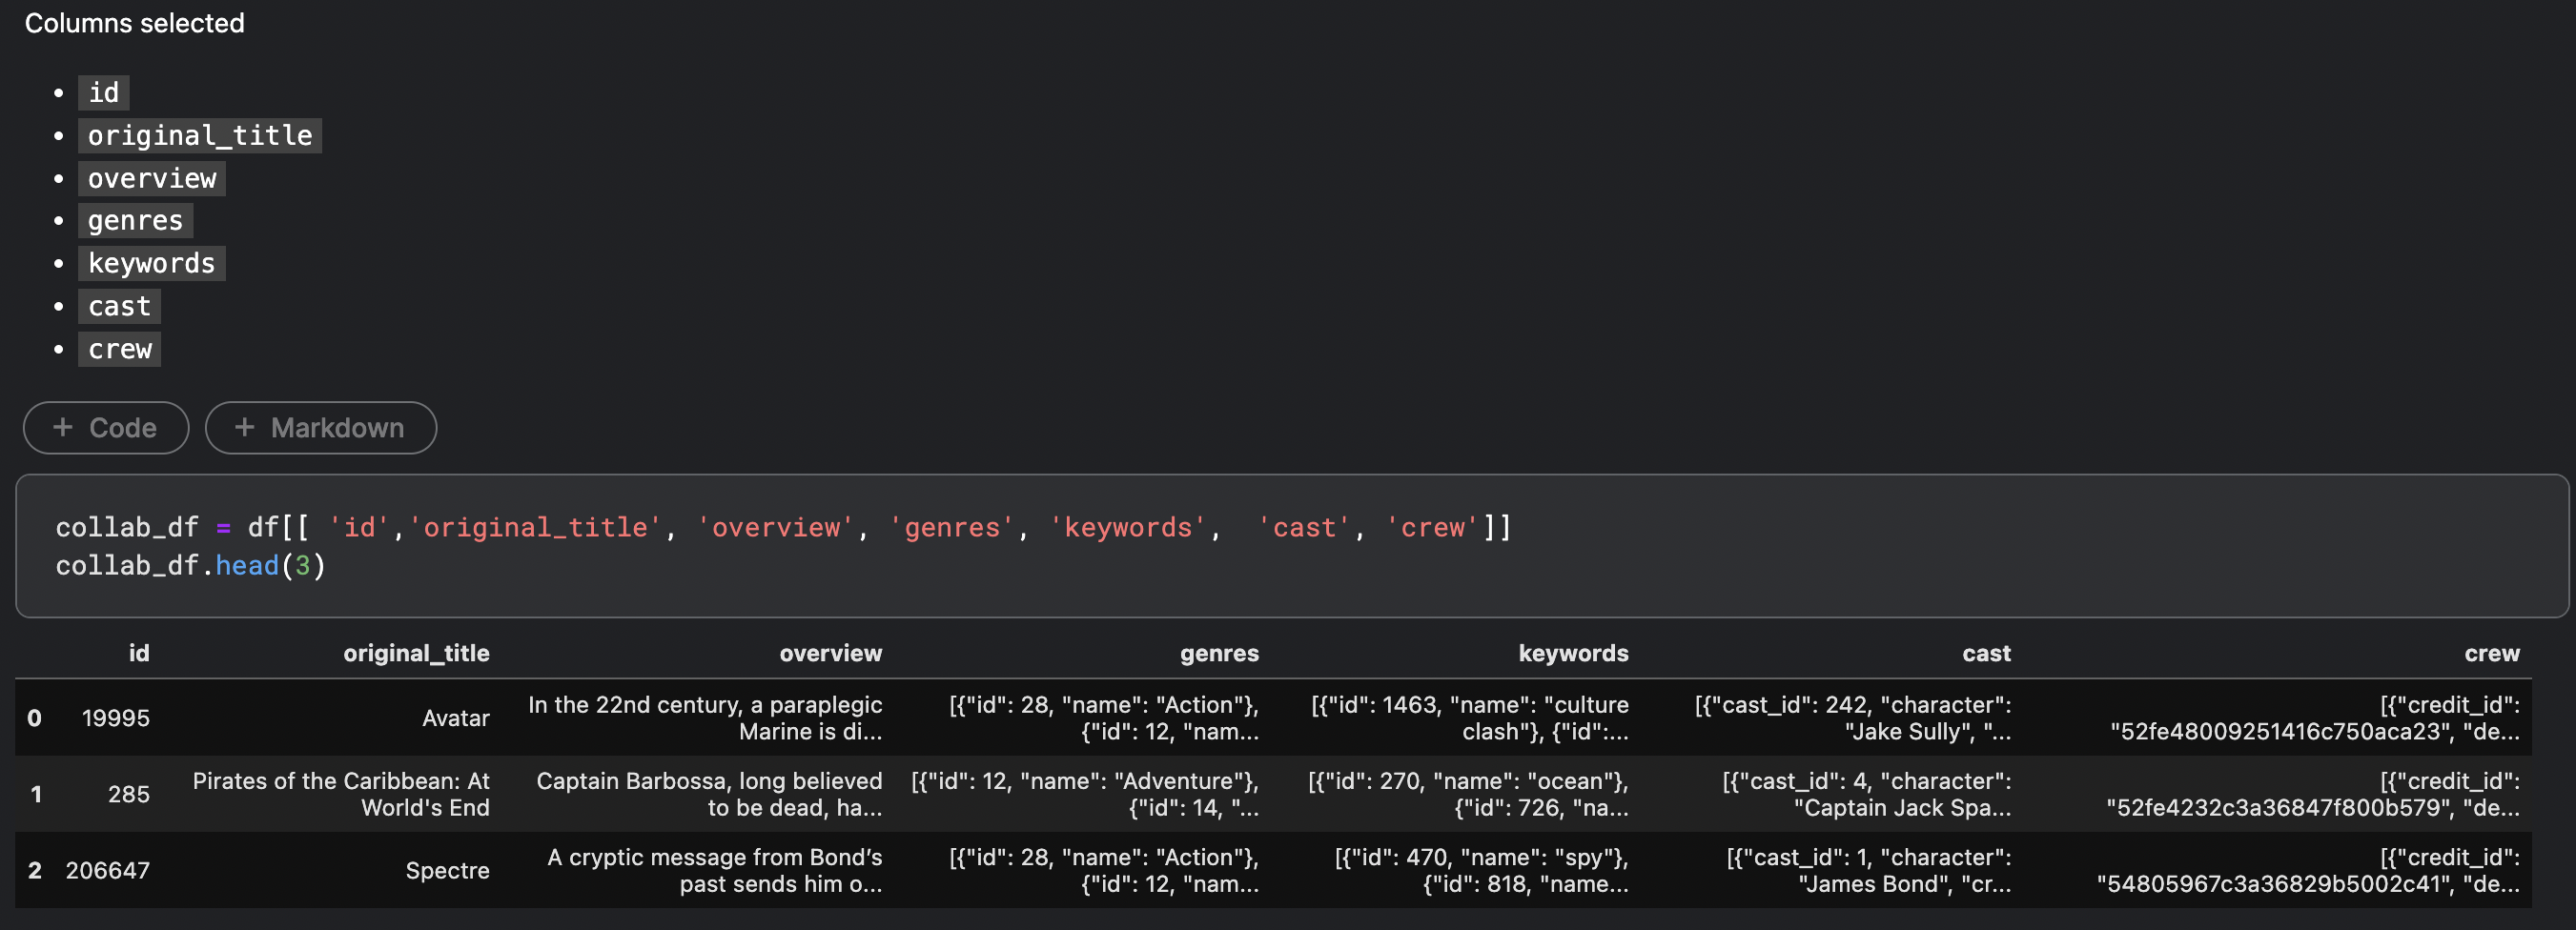 Columns selected
id
original_title
overview
genres
keywords
cast
crew
+ Code + Markdown
collab_df = df[[ 'id','original_title', 'overview', 'genres', 'keywords',  'cast', 'crew']]
collab_df.head(3)
id original_title overview genres keywords cast crew
0 19995 Avatar In the 22nd century, a paraplegic Marine is di... [{"id": 28, "name": "Action"}, {"id": 12, "nam... [{"id": 1463, "name": "culture clash"}, {"id":... [{"cast_id": 242, "character": "Jake Sully", "... [{"credit_id": "52fe48009251416c750aca23", "de...
1 285 Pirates of the Caribbean: At World's End Captain Barbossa, long believed to be dead, ha... [{"id": 12, "name": "Adventure"}, {"id": 14, "... [{"id": 270, "name": "ocean"}, {"id": 726, "na... [{"cast_id": 4, "character": "Captain Jack Spa... [{"credit_id": "52fe4232c3a36847f800b579", "de...
2 206647 Spectre A cryptic message from Bond’s past sends him o... [{"id": 28, "name": "Action"}, {"id": 12, "nam... [{"id": 470, "name": "spy"}, {"id": 818, "name... [{"cast_id": 1, "character": "James Bond", "cr... [{"credit_id": "54805967c3a36829b5002c41", "de...